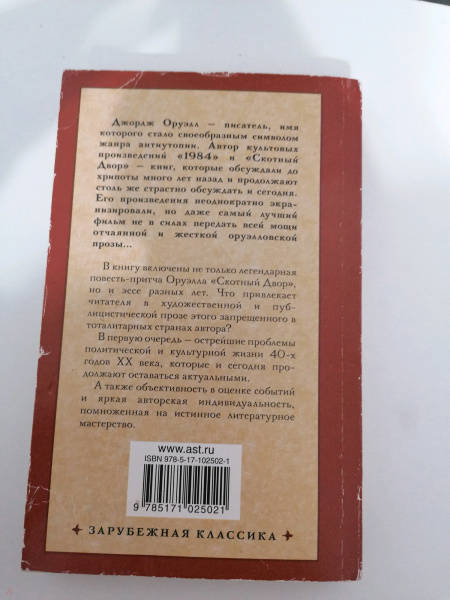 Джордж Оруэлл — писатель, имя
которого стало своеобразным символом
жанра антиутопии. Автор культовых
произведений «1984» и «Скотный
Двор» — книг, которые обсуждали до
хрипоты много лет назад и продолжают
столь же страстно обсуждать и сегодня.
Его произведения неоднократно экра-
низировали, но даже самый лучший
фильм не в силах передать всей мощи
отчаянной и жесткой оруэлловской
прозы...
В книгу включены не только легендарная
повесть-притча Оруэлла «Скотный Двор»,
но и эссе разных лет. Что привлекает
читателя в художественной и пуб-
лицистической прозе этого запрещенного в
тоталитарных странах автора?
В первую очередь — острейшие проблемы
политической и культурной жизни 40-х
годов XX века, которые и сегодня про-
должают оставаться актуальными.
А также объективность в оценке событий
и яркая авторская индивидуальность,
помноженная на истинное литературное
мастерство.
www.ast.ru
ISBN 978-5-17-102502-1
9 785171 025021
ЗАРУБЕЖНАЯ КЛАССИКА